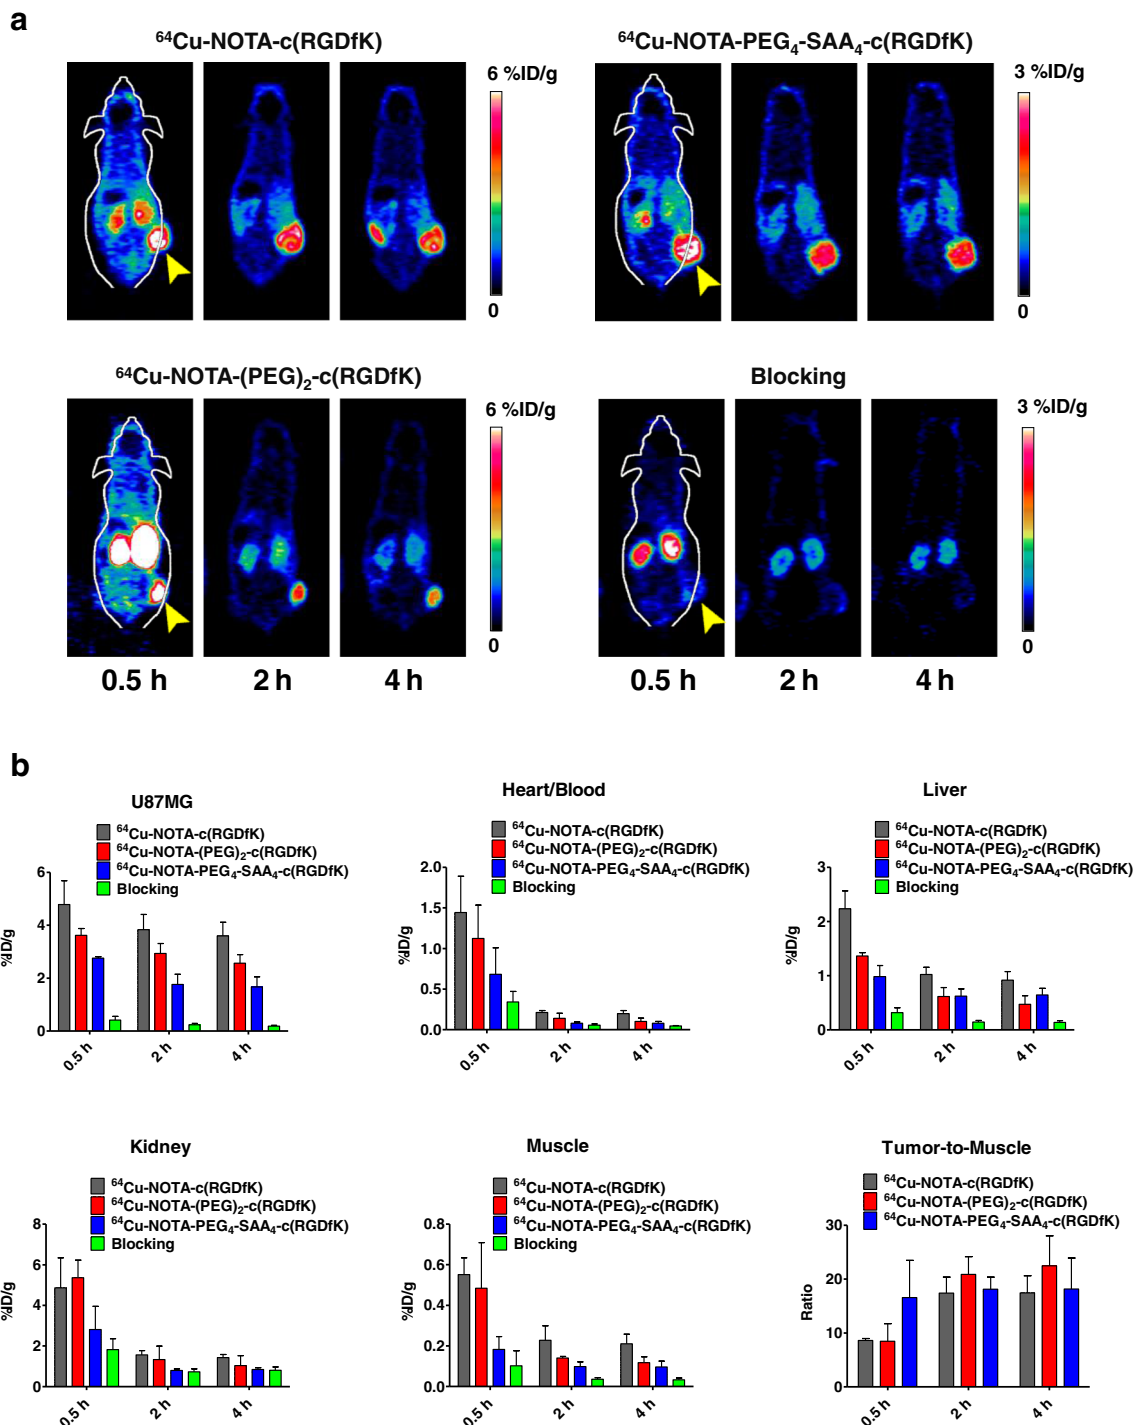 a
⁶⁴Cu-NOTA-c(RGDfK)
⁶⁴Cu-NOTA-PEG₄-SAA₄-c(RGDfK)
6 %ID/g
3 %ID/g
0
0
⁶⁴Cu-NOTA-(PEG)₂-c(RGDfK)
Blocking
6 %ID/g
3 %ID/g
0
0
0.5 h 2 h 4 h
0.5 h 2 h 4 h
b
U87MG
⁶⁴Cu-NOTA-c(RGDfK)
⁶⁴Cu-NOTA-(PEG)₂-c(RGDfK)
⁶⁴Cu-NOTA-PEG₄-SAA₄-c(RGDfK)
Blocking
6
4
2
0
%ID/g
0.5 h
2 h
4 h
Heart/Blood
⁶⁴Cu-NOTA-c(RGDfK)
⁶⁴Cu-NOTA-(PEG)₂-c(RGDfK)
⁶⁴Cu-NOTA-PEG₄-SAA₄-c(RGDfK)
Blocking
2.0
1.5
1.0
0.5
0.0
%ID/g
0.5 h
2 h
4 h
Liver
⁶⁴Cu-NOTA-c(RGDfK)
⁶⁴Cu-NOTA-(PEG)₂-c(RGDfK)
⁶⁴Cu-NOTA-PEG₄-SAA₄-c(RGDfK)
Blocking
3
2
1
0
%ID/g
0.5 h
2 h
4 h
Kidney
⁶⁴Cu-NOTA-c(RGDfK)
⁶⁴Cu-NOTA-(PEG)₂-c(RGDfK)
⁶⁴Cu-NOTA-PEG₄-SAA₄-c(RGDfK)
Blocking
8
6
4
2
0
%ID/g
0.5 h
2 h
4 h
Muscle
⁶⁴Cu-NOTA-c(RGDfK)
⁶⁴Cu-NOTA-(PEG)₂-c(RGDfK)
⁶⁴Cu-NOTA-PEG₄-SAA₄-c(RGDfK)
Blocking
0.8
0.6
0.4
0.2
0.0
%ID/g
0.5 h
2 h
4 h
Tumor-to-Muscle
⁶⁴Cu-NOTA-c(RGDfK)
⁶⁴Cu-NOTA-(PEG)₂-c(RGDfK)
⁶⁴Cu-NOTA-PEG₄-SAA₄-c(RGDfK)
30
20
10
0
Ratio
0.5 h
2 h
4 h